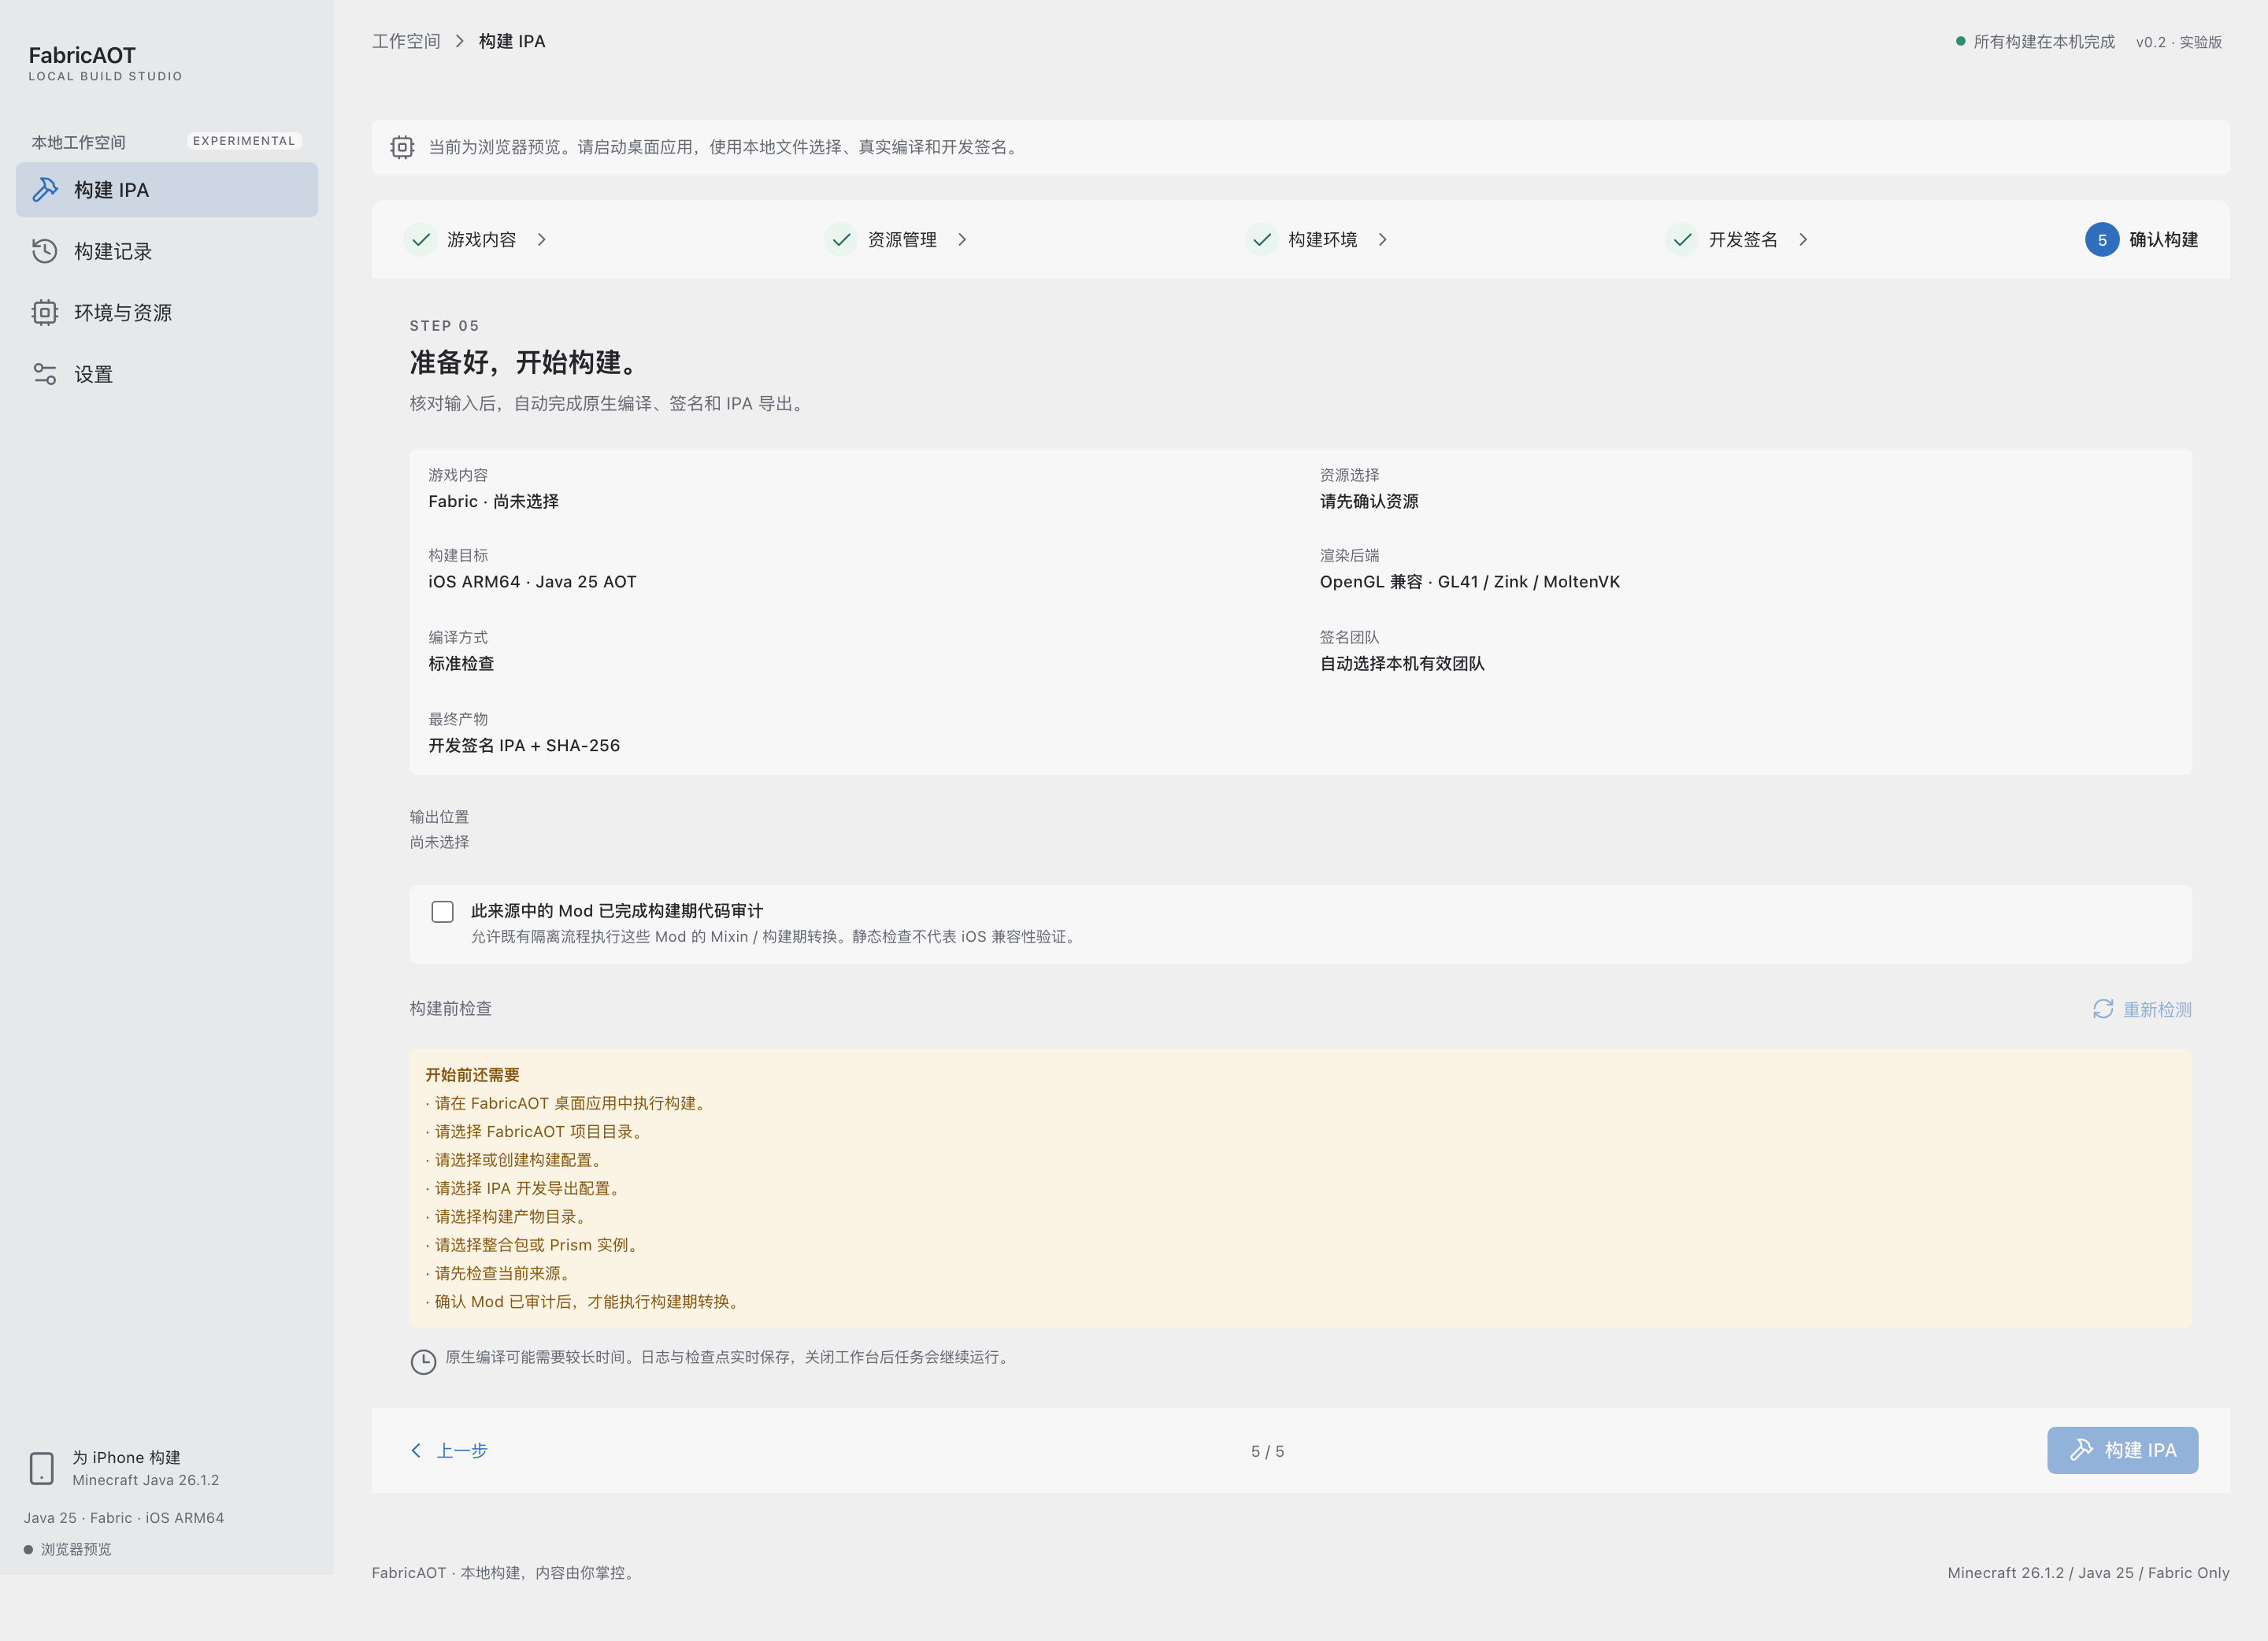 FabricAOT
LOCAL BUILD STUDIO
本地工作空间
EXPERIMENTAL
构建 IPA
构建记录
环境与资源
设置
为 iPhone 构建
Minecraft Java 26.1.2
Java 25 · Fabric · iOS ARM64
浏览器预览
工作空间
构建 IPA
所有构建在本机完成
v0.2 · 实验版
当前为浏览器预览。请启动桌面应用，使用本地文件选择、真实编译和开发签名。
游戏内容
资源管理
构建环境
开发签名
5
确认构建
STEP 05
准备好，开始构建。
核对输入后，自动完成原生编译、签名和 IPA 导出。
游戏内容
Fabric · 尚未选择
资源选择
请先确认资源
构建目标
iOS ARM64 · Java 25 AOT
渲染后端
OpenGL 兼容 · GL41 / Zink / MoltenVK
编译方式
标准检查
签名团队
自动选择本机有效团队
最终产物
开发签名 IPA + SHA-256
输出位置
尚未选择
此来源中的 Mod 已完成构建期代码审计
允许既有隔离流程执行这些 Mod 的 Mixin / 构建期转换。静态检查不代表 iOS 兼容性验证。
构建前检查
重新检测
开始前还需要
· 请在 FabricAOT 桌面应用中执行构建。
· 请选择 FabricAOT 项目目录。
· 请选择或创建构建配置。
· 请选择 IPA 开发导出配置。
· 请选择构建产物目录。
· 请选择整合包或 Prism 实例。
· 请先检查当前来源。
· 确认 Mod 已审计后，才能执行构建期转换。
原生编译可能需要较长时间。日志与检查点实时保存，关闭工作台后任务会继续运行。
上一步
5 / 5
构建 IPA
FabricAOT · 本地构建，内容由你掌控。
Minecraft 26.1.2 / Java 25 / Fabric Only